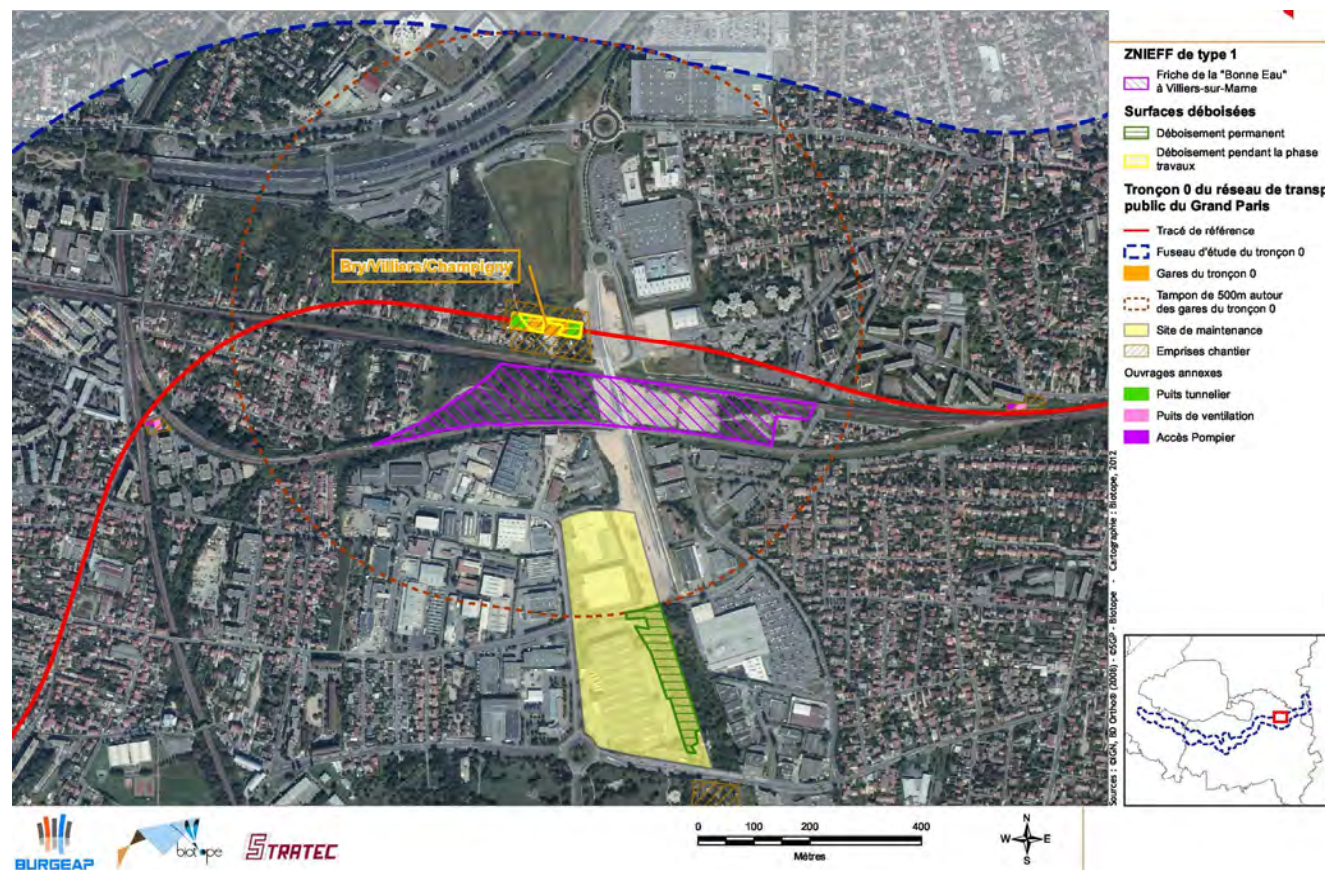 Bry/Villiers/Champigny
ZNIEFF de type 1
Friche de la "Bonne Eau"
à Villiers-sur-Marne
Surfaces déboisées
Déboisement permanent
Déboisement pendant la phase
travaux
Tronçon 0 du réseau de transp
public du Grand Paris
Tracé de référence
Fuseau d'étude du tronçon 0
Gares du tronçon 0
Tampon de 500m autour
des gares du tronçon 0
Site de maintenance
Emprises chantier
Ouvrages annexes
Puits tunnelier
Puits de ventilation
Accès Pompier
Sources : ©IGN, BD Ortho® (2008) - ©SGP - Biotope - Cartographie : Biotope, 2012
BURGEAP
biotope
STRATEC
0 100 200 400
Mètres
N
W E
S